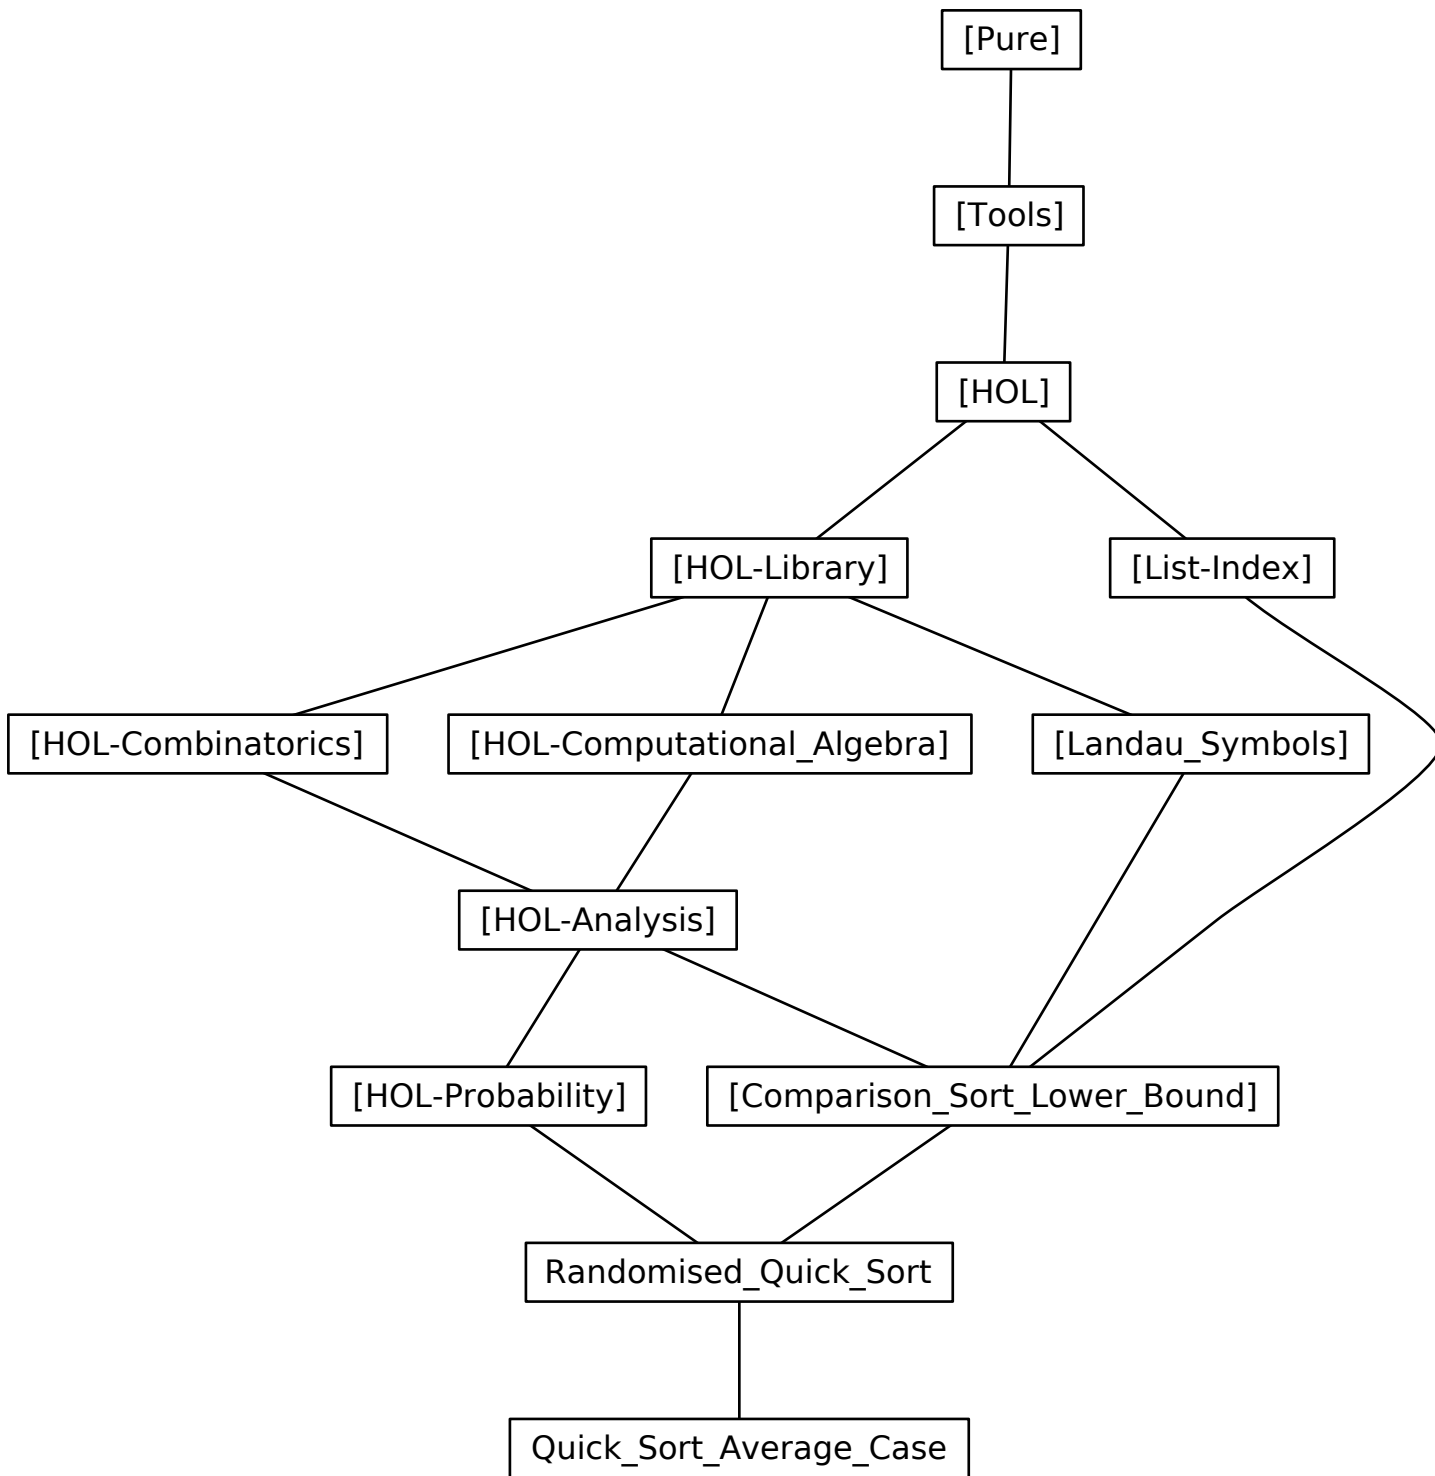 [Pure]
[Tools]
[HOL]
[HOL-Library]
[List-Index]
[HOL-Combinatorics]
[HOL-Computational_Algebra]
[Landau_Symbols]
[HOL-Analysis]
[HOL-Probability]
[Comparison_Sort_Lower_Bound]
Randomised_Quick_Sort
Quick_Sort_Average_Case